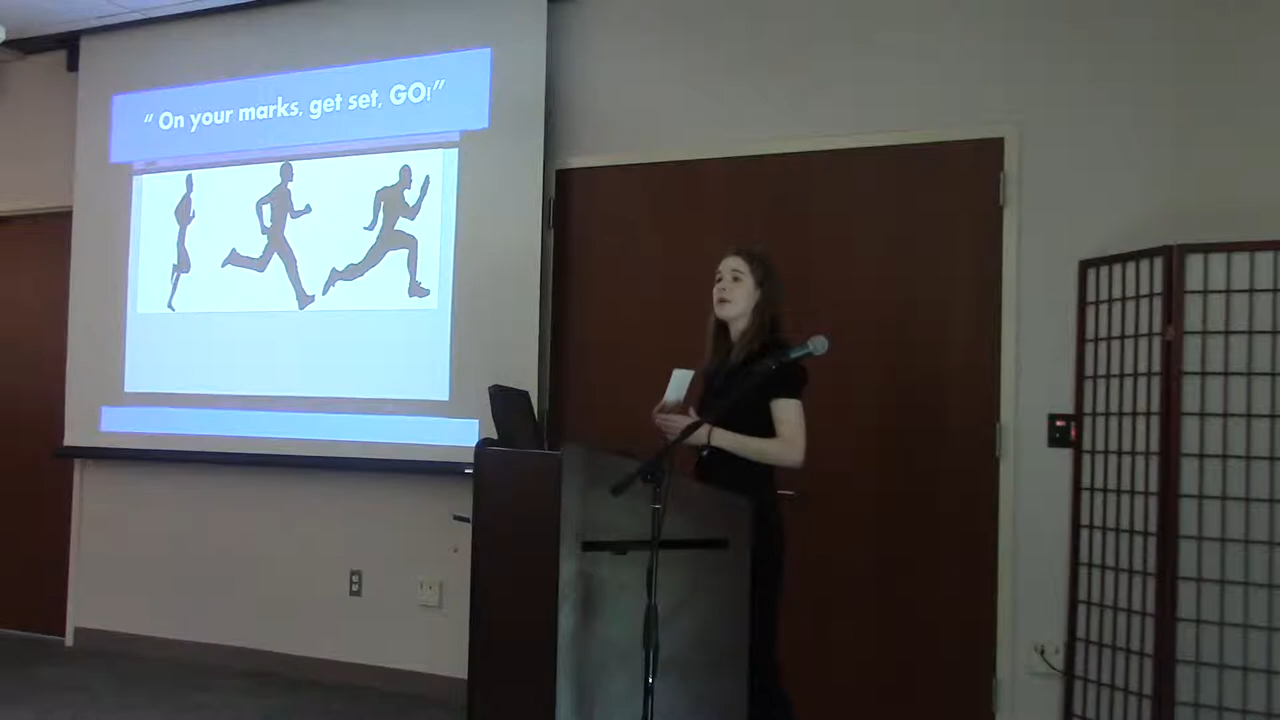 “ On your marks, get set, GO!”